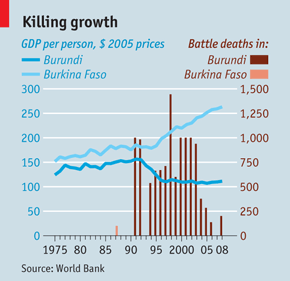 Killing growth
GDP per person, $ 2005 prices
Burundi
Burkina Faso
Battle deaths in:
Burundi
Burkina Faso
300 1,500
250 1,250
200 1,000
150 750
100 500
50 250
0 0
1975 80 85 90 95 2000 05 08
Source: World Bank